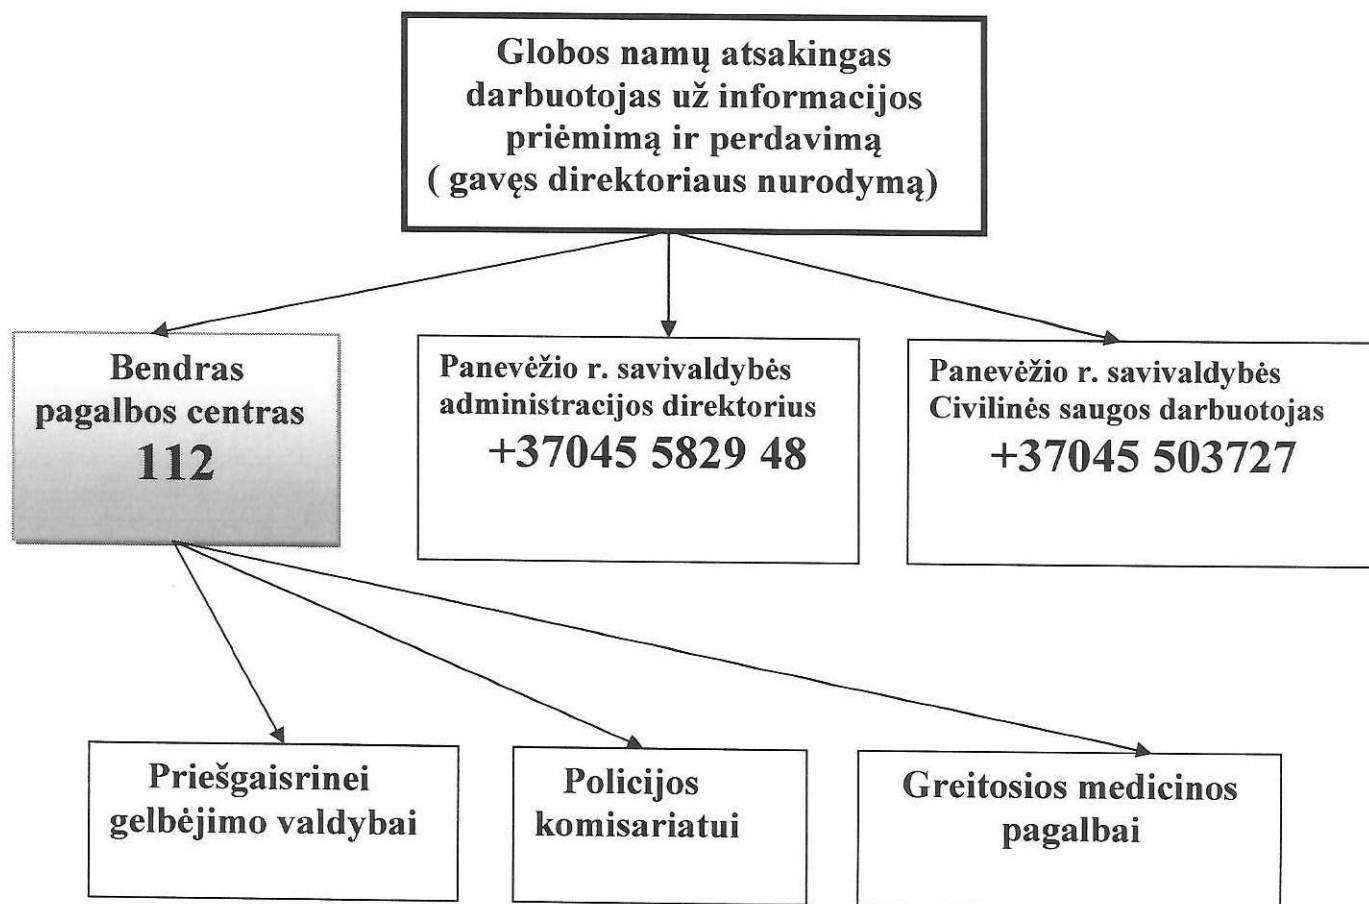 Globos namų atsakingas
darbuotojas už informacijos
priėmimą ir perdavimą
( gavęs direktoriaus nurodymą)
Bendras
pagalbos centras
112
Panevėžio r. savivaldybės
administracijos direktorius
+37045 5829 48
Panevėžio r. savivaldybės
Civilinės saugos darbuotojas
+37045 503727
Priešgaisrinei
gelbėjimo valdybai
Policijos
komisariatui
Greitosios medicinos
pagalbai